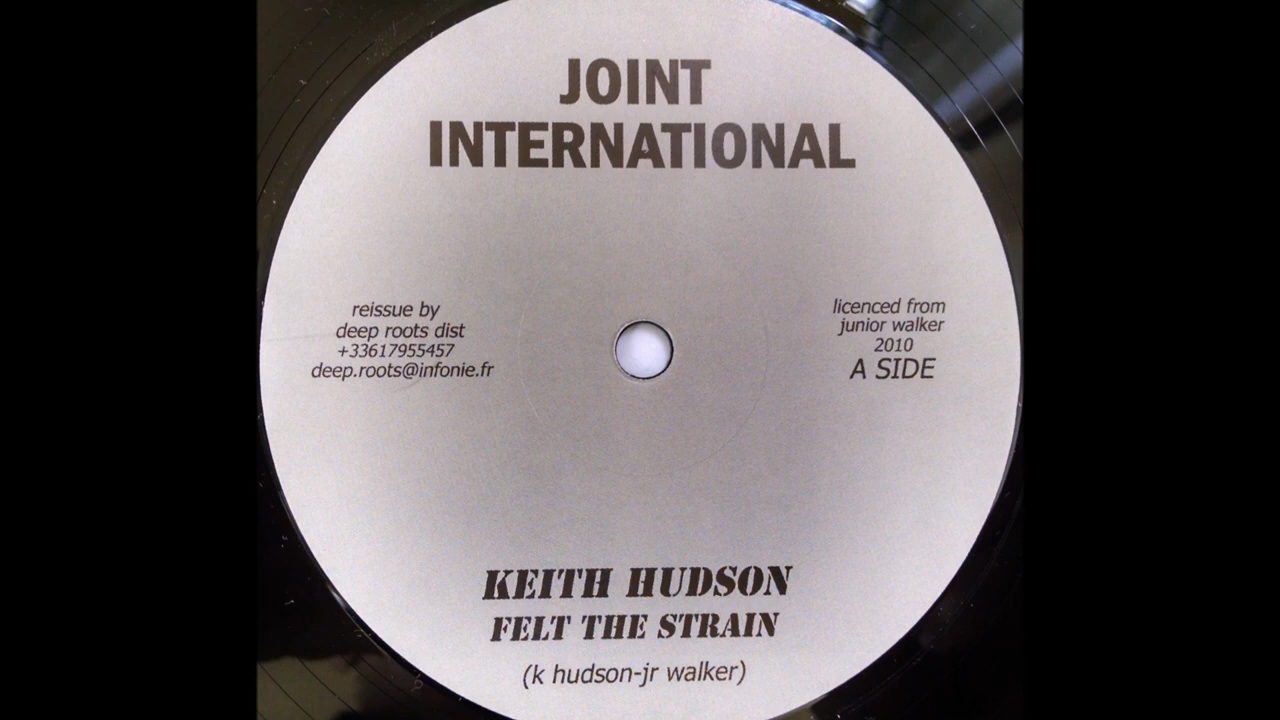 JOINT
INTERNATIONAL
reissue by
deep roots dist
+33617955457
deep.roots@infonie.fr
licenced from
junior walker
2010
A SIDE
KEITH HUDSON
FELT THE STRAIN
(k hudson-jr walker)